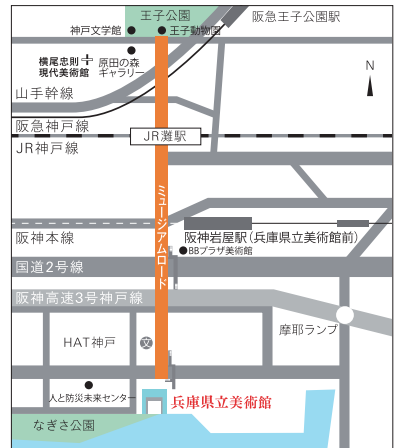 王子公園
阪急王子公園駅
神戸文学館
王子動物園
横尾忠則
現代美術館
原田の森
ギャラリー
N
山手幹線
阪急神戸線
JR灘駅
JR神戸線
ミュージアムロード
阪神本線
阪神岩屋駅(兵庫県立美術館前)
BBプラザ美術館
国道2号線
阪神高速3号神戸線
HAT神戸
文
摩耶ランプ
人と防災未来センター
兵庫県立美術館
なぎさ公園